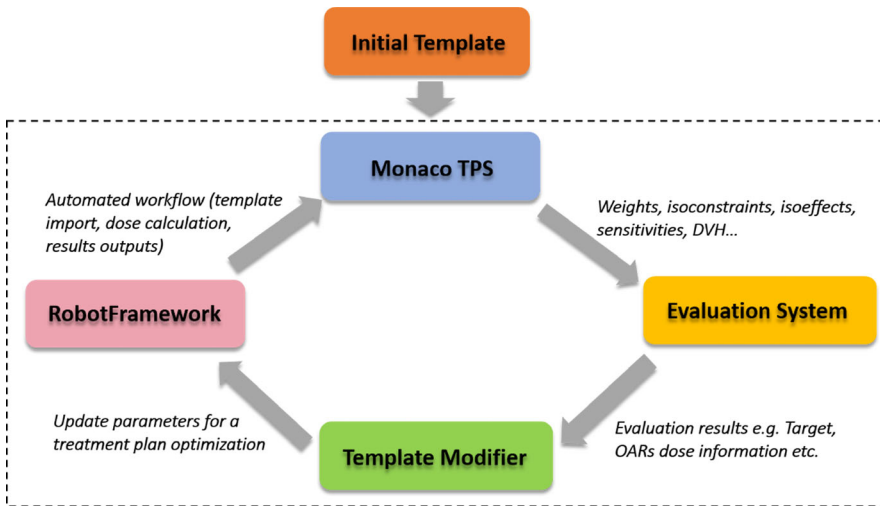 Initial Template
Monaco TPS
Automated workflow (template
import, dose calculation,
results outputs)
Weights, isoconstraints, isoeffects,
sensitivities, DVH...
RobotFramework
Evaluation System
Update parameters for a
treatment plan optimization
Template Modifier
Evaluation results e.g. Target,
OARs dose information etc.